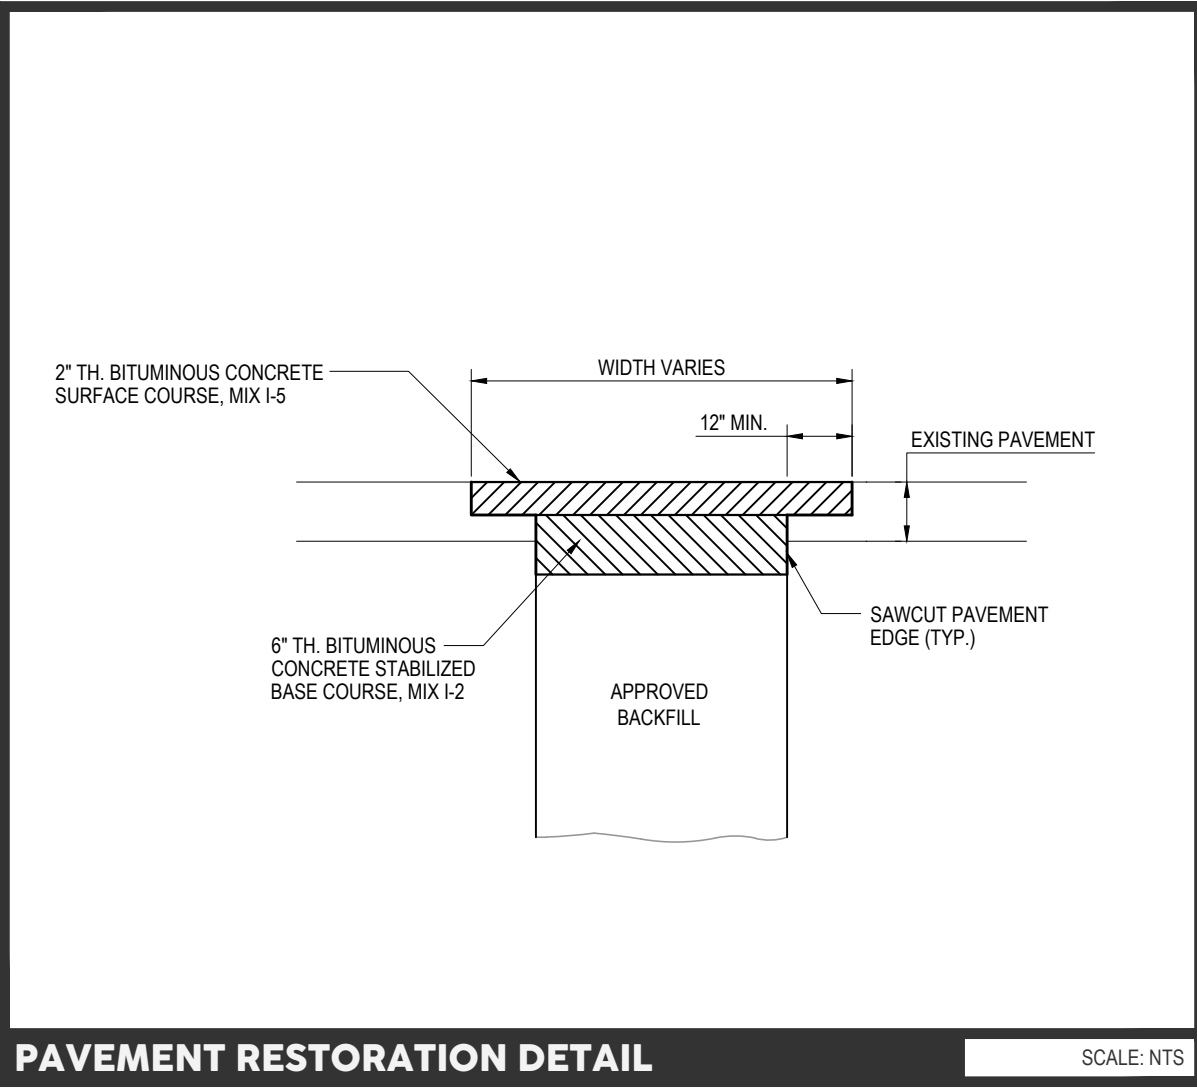 WIDTH VARIES
2" TH. BITUMINOUS CONCRETE
SURFACE COURSE, MIX I-5
12" MIN.
EXISTING PAVEMENT
SAWCUT PAVEMENT
EDGE (TYP.)
6" TH. BITUMINOUS
CONCRETE STABILIZED
BASE COURSE, MIX I-2
APPROVED
BACKFILL
PAVEMENT RESTORATION DETAIL
SCALE: NTS